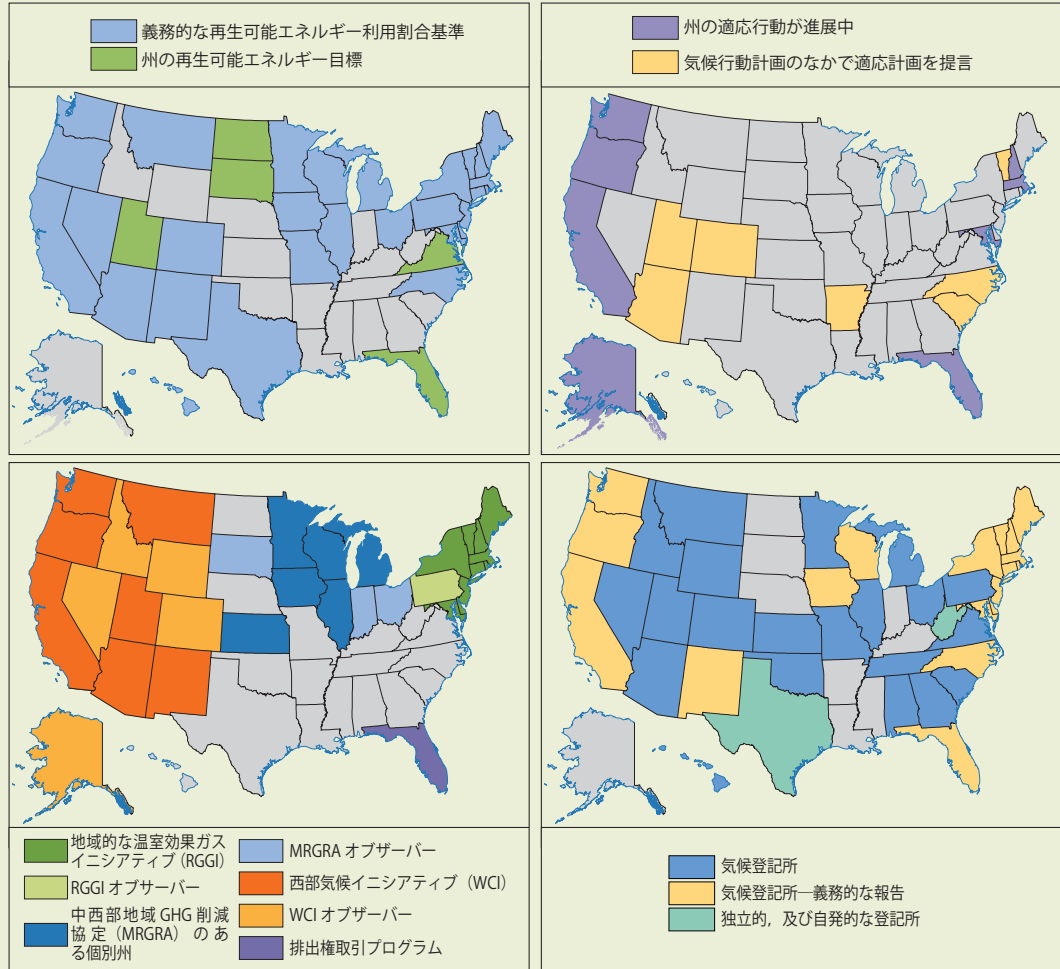 義務的な再生可能エネルギー利用割合基準
州の再生可能エネルギー目標
州の適応行動が進展中
気候行動計画のなかで適応計画を提言
地域的な温室効果ガス
イニシアティブ (RGGI)
RGGI オブサーバー
中西部地域 GHG 削減
協定 (MRGRA) のあ
る個別州
MRGRA オブザーバー
西部気候イニシアティブ（WCI）
WCI オブザーバー
排出権取引プログラム
気候登記所
気候登記所―義務的な報告
独立的，及び自発的な登記所